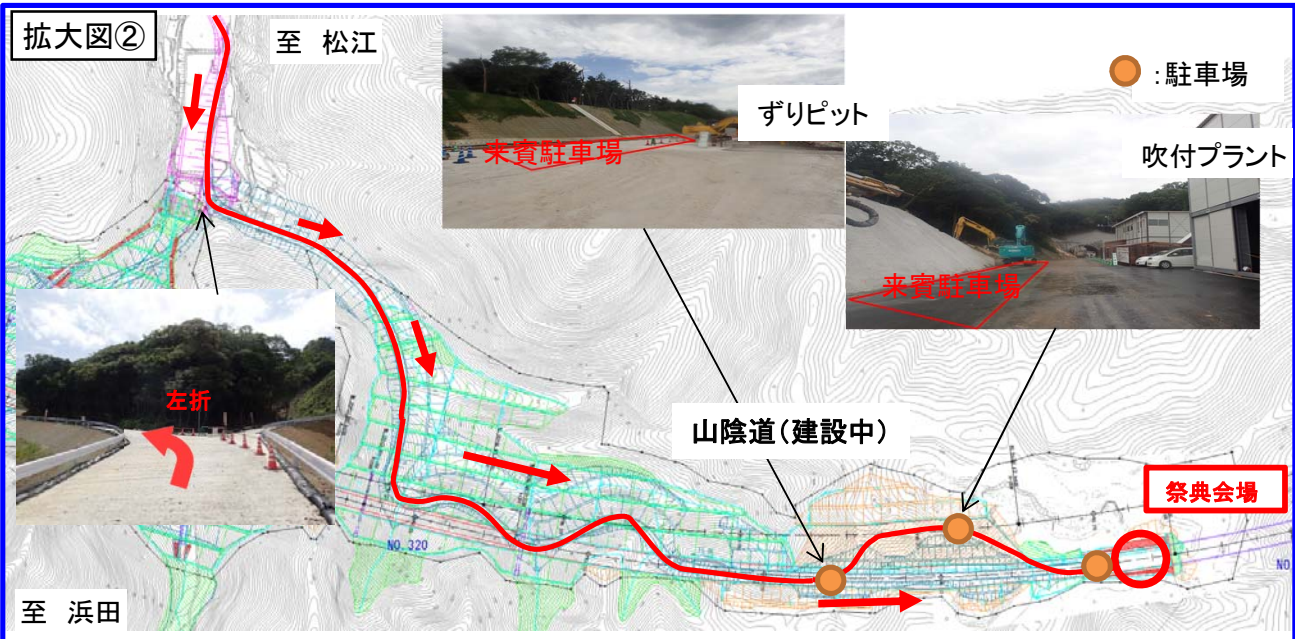 拡大図②
至 松江
:駐車場
ずりピット
来賓駐車場
吹付プラント
来賓駐車場
左折
山陰道(建設中)
祭典会場
NO.320
NO
至 浜田